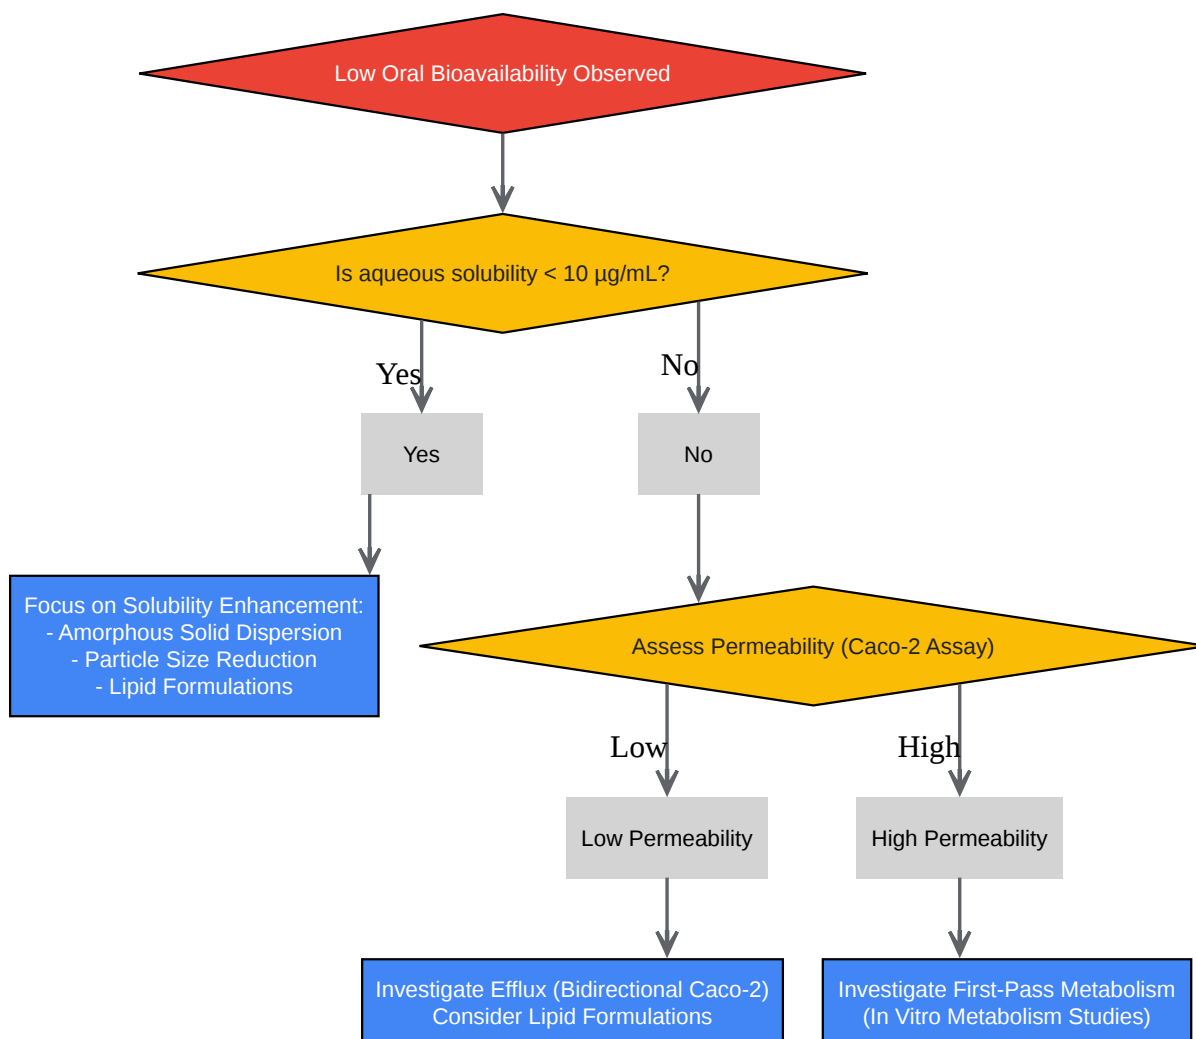 Low Oral Bioavailability Observed
Is aqueous solubility < 10 µg/mL?
Yes
No
Yes
No
Focus on Solubility Enhancement:
- Amorphous Solid Dispersion
- Particle Size Reduction
- Lipid Formulations
Assess Permeability (Caco-2 Assay)
Low
High
Low Permeability
High Permeability
Investigate Efflux (Bidirectional Caco-2)
Consider Lipid Formulations
Investigate First-Pass Metabolism
(In Vitro Metabolism Studies)